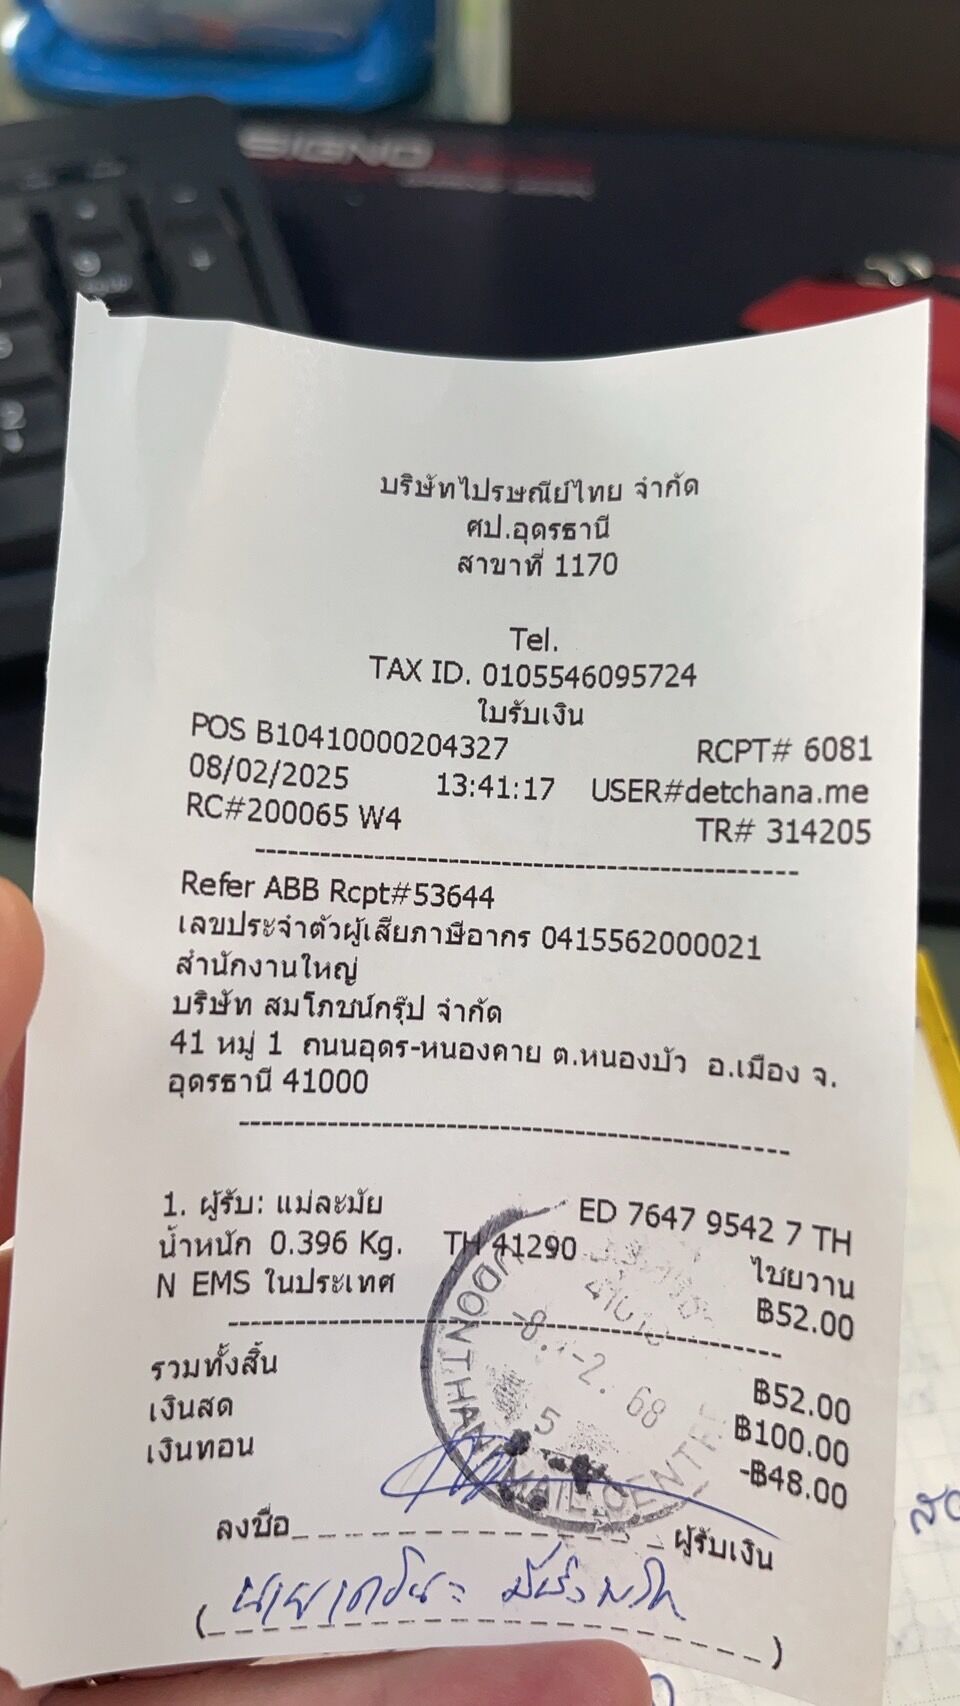 SIGNO
บริษัทไปรษณีย์ไทย จำกัด
ศป.อุดรธานี
สาขาที่ 1170
Tel.
TAX ID. 0105546095724
ใบรับเงิน
POS B10410000204327 RCPT# 6081
08/02/2025 13:41:17 USER#detchana.me
RC#200065 W4 TR# 314205
Refer ABB Rcpt#53644
เลขประจำตัวผู้เสียภาษีอากร 0415562000021
สำนักงานใหญ่
บริษัท สมโภชน์กรุ๊ป จำกัด
41 หมู่ 1 ถนนอุดร-หนองคาย ต.หนองบัว อ.เมือง จ.
อุดรธานี 41000
1. ผู้รับ: แม่ละมัย ED 7647 9542 7 TH
น้ำหนัก 0.396 Kg. TH 41290 ไชยวาน
N EMS ในประเทศ ฿52.00
รวมทั้งสิ้น ฿52.00
เงินสด ฿100.00
เงินทอน -฿48.00
UDONTHANI MAIL CENTRE
-8. -2. 68
5
ลงชื่อ ผู้รับเงิน